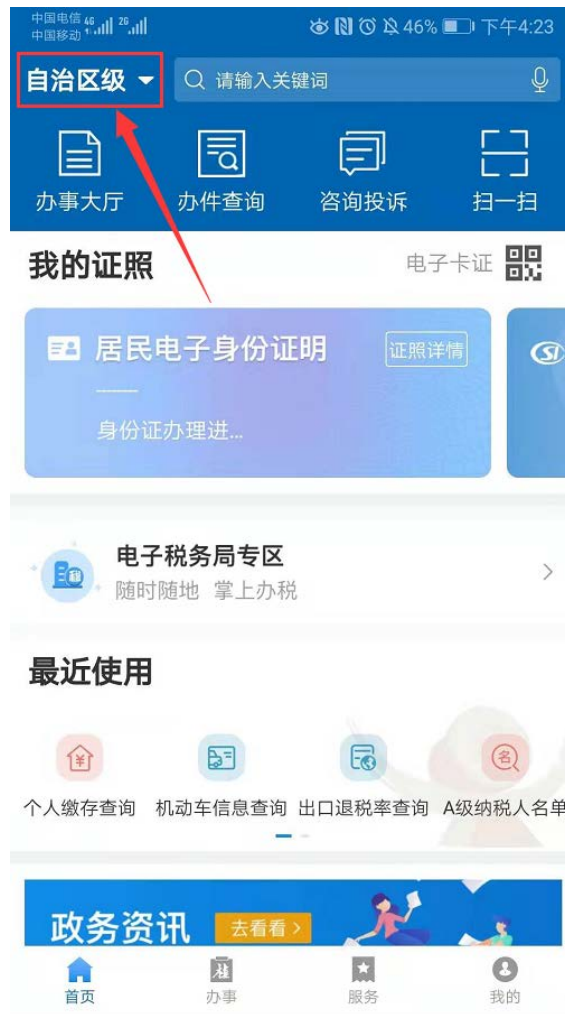 中国电信 4G 2G
中国移动
46% 下午4:23
自治区级
请输入关键词
办事大厅 办件查询 咨询投诉 扫一扫
我的证照
电子卡证
居民电子身份证明
证照详情
身份证办理进...
电子税务局专区
随时随地 掌上办税
最近使用
个人缴存查询 机动车信息查询 出口退税率查询 A级纳税人名单
政务资讯
去看看
桂
首页 办事 服务 我的